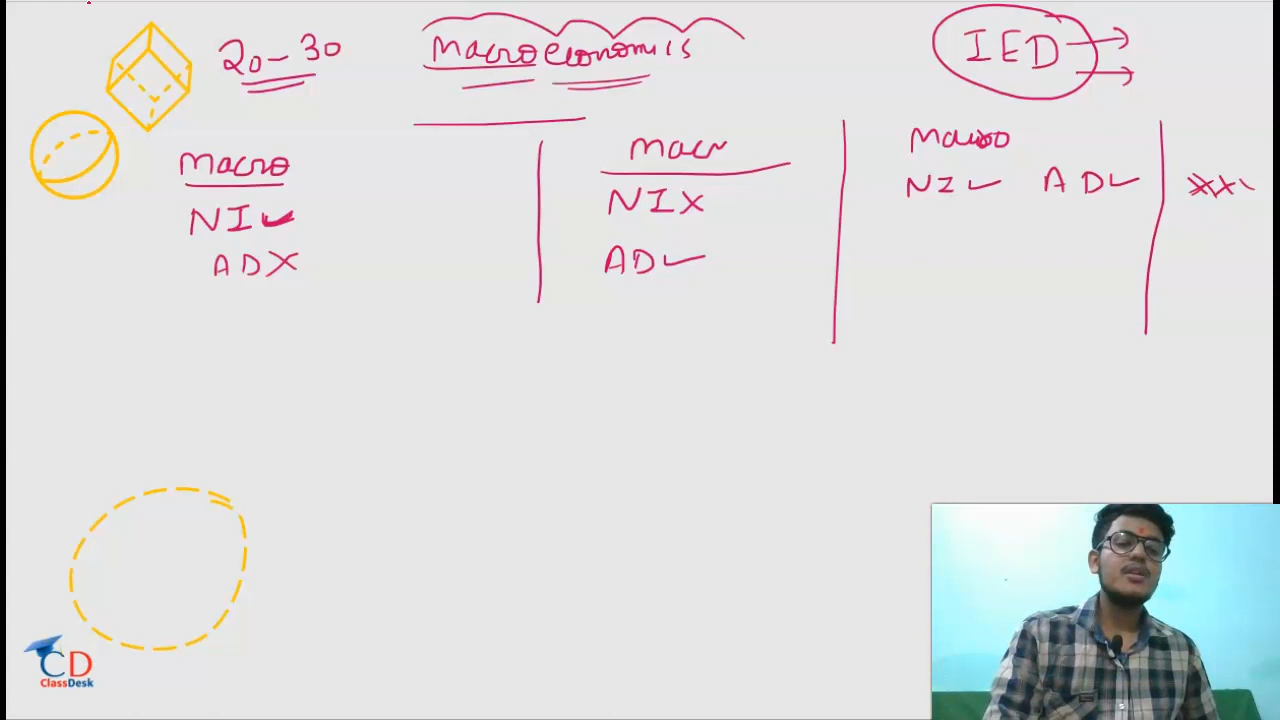 20-30
Macroeconomics
IED
Macro
NI
ADX
Macr
NIX
AD
Macro
NI AD
CD
ClassDesk